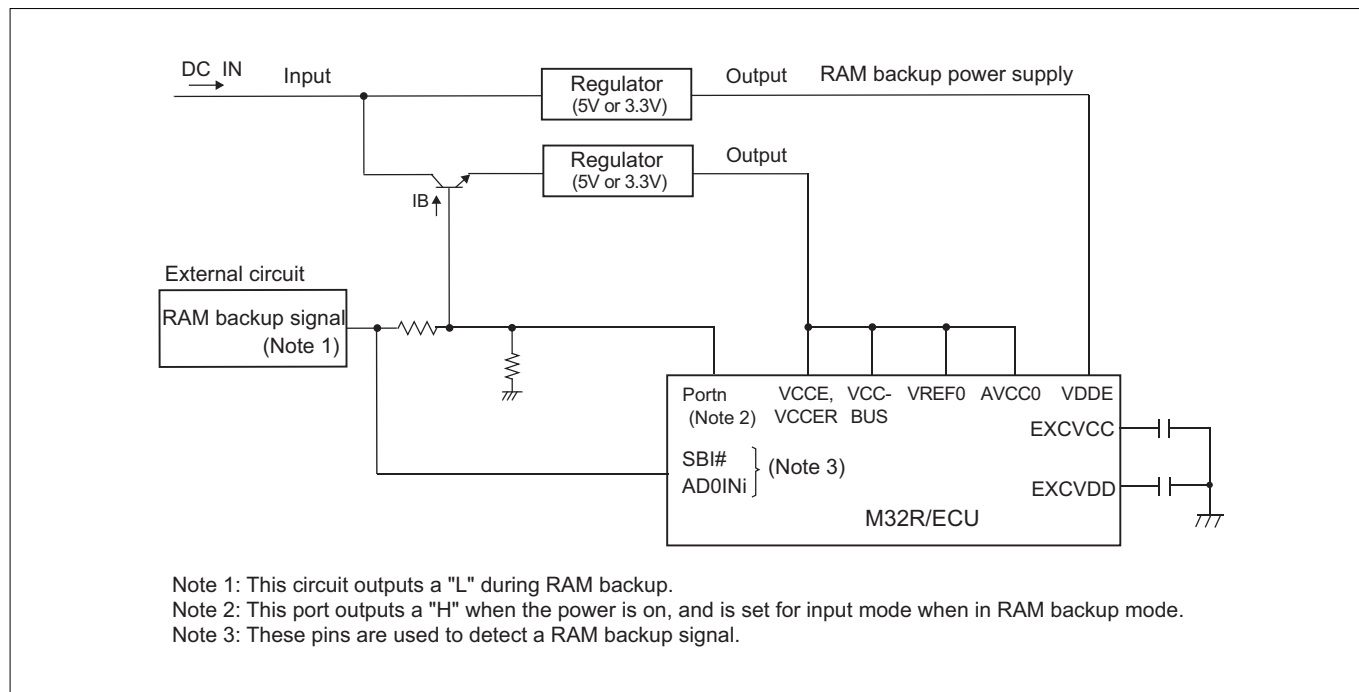 DC IN
Input
Regulator
(5V or 3.3V)
Output
RAM backup power supply
Regulator
(5V or 3.3V)
Output
IB
External circuit
RAM backup signal
(Note 1)
Portn
(Note 2)
VCCE,
VCCER
VCC-
BUS
VREF0
AVCC0
VDDE
EXCVCC
SBI#
AD0INi
(Note 3)
EXCVDD
M32R/ECU
Note 1: This circuit outputs a "L" during RAM backup.
Note 2: This port outputs a "H" when the power is on, and is set for input mode when in RAM backup mode.
Note 3: These pins are used to detect a RAM backup signal.